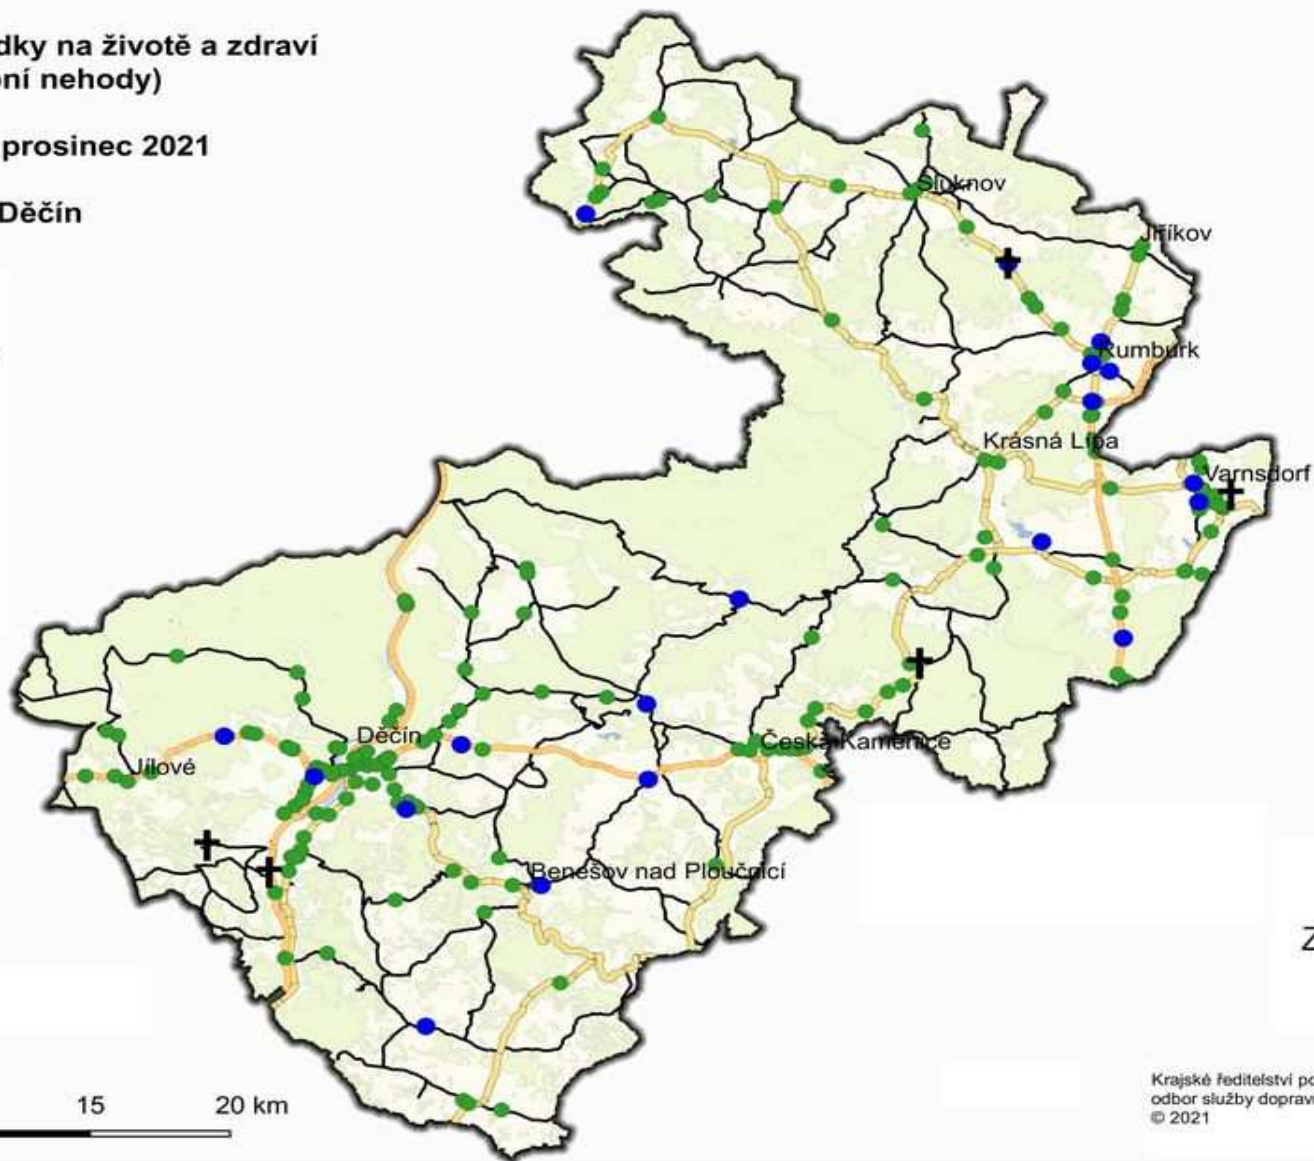 dky na životě a zdraví
ní nehody)
prosinec 2021
Děčín
Šluknov
Jiříkov
Rumburk
Krásná Lípa
Varnsdorf
Děčín
Jílové
Česká Kamenice
Benešov nad Ploučnicí
Z
15 20 km
Krajské ředitelství po
odbor služby doprav
© 2021